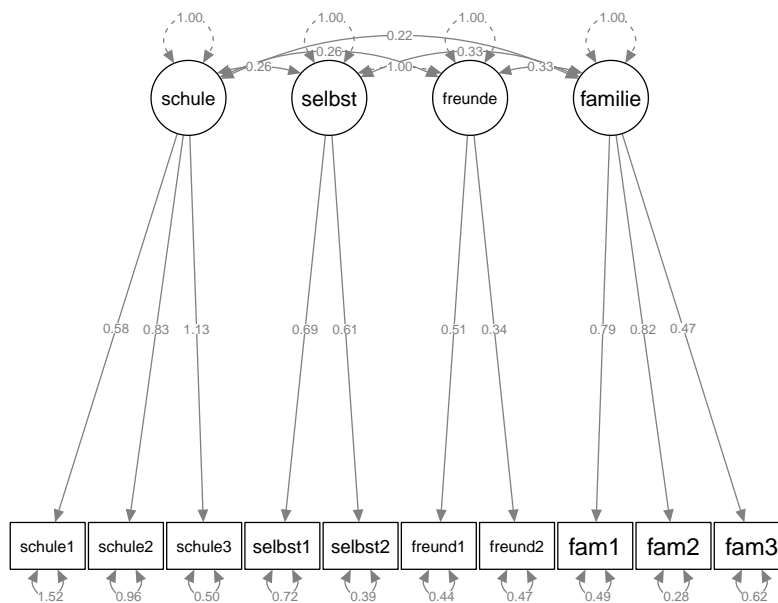 1.00 1.00 1.00 1.00
0.22
0.26 0.33
0.26 1.00 0.33
schule selbst freunde familie
0.58 0.83 1.13 0.69 0.61 0.51 0.34 0.79 0.82 0.47
schule1 schule2 schule3 selbst1 selbst2 freund1 freund2 fam1 fam2 fam3
1.52 0.96 0.50 0.72 0.39 0.44 0.47 0.49 0.28 0.62